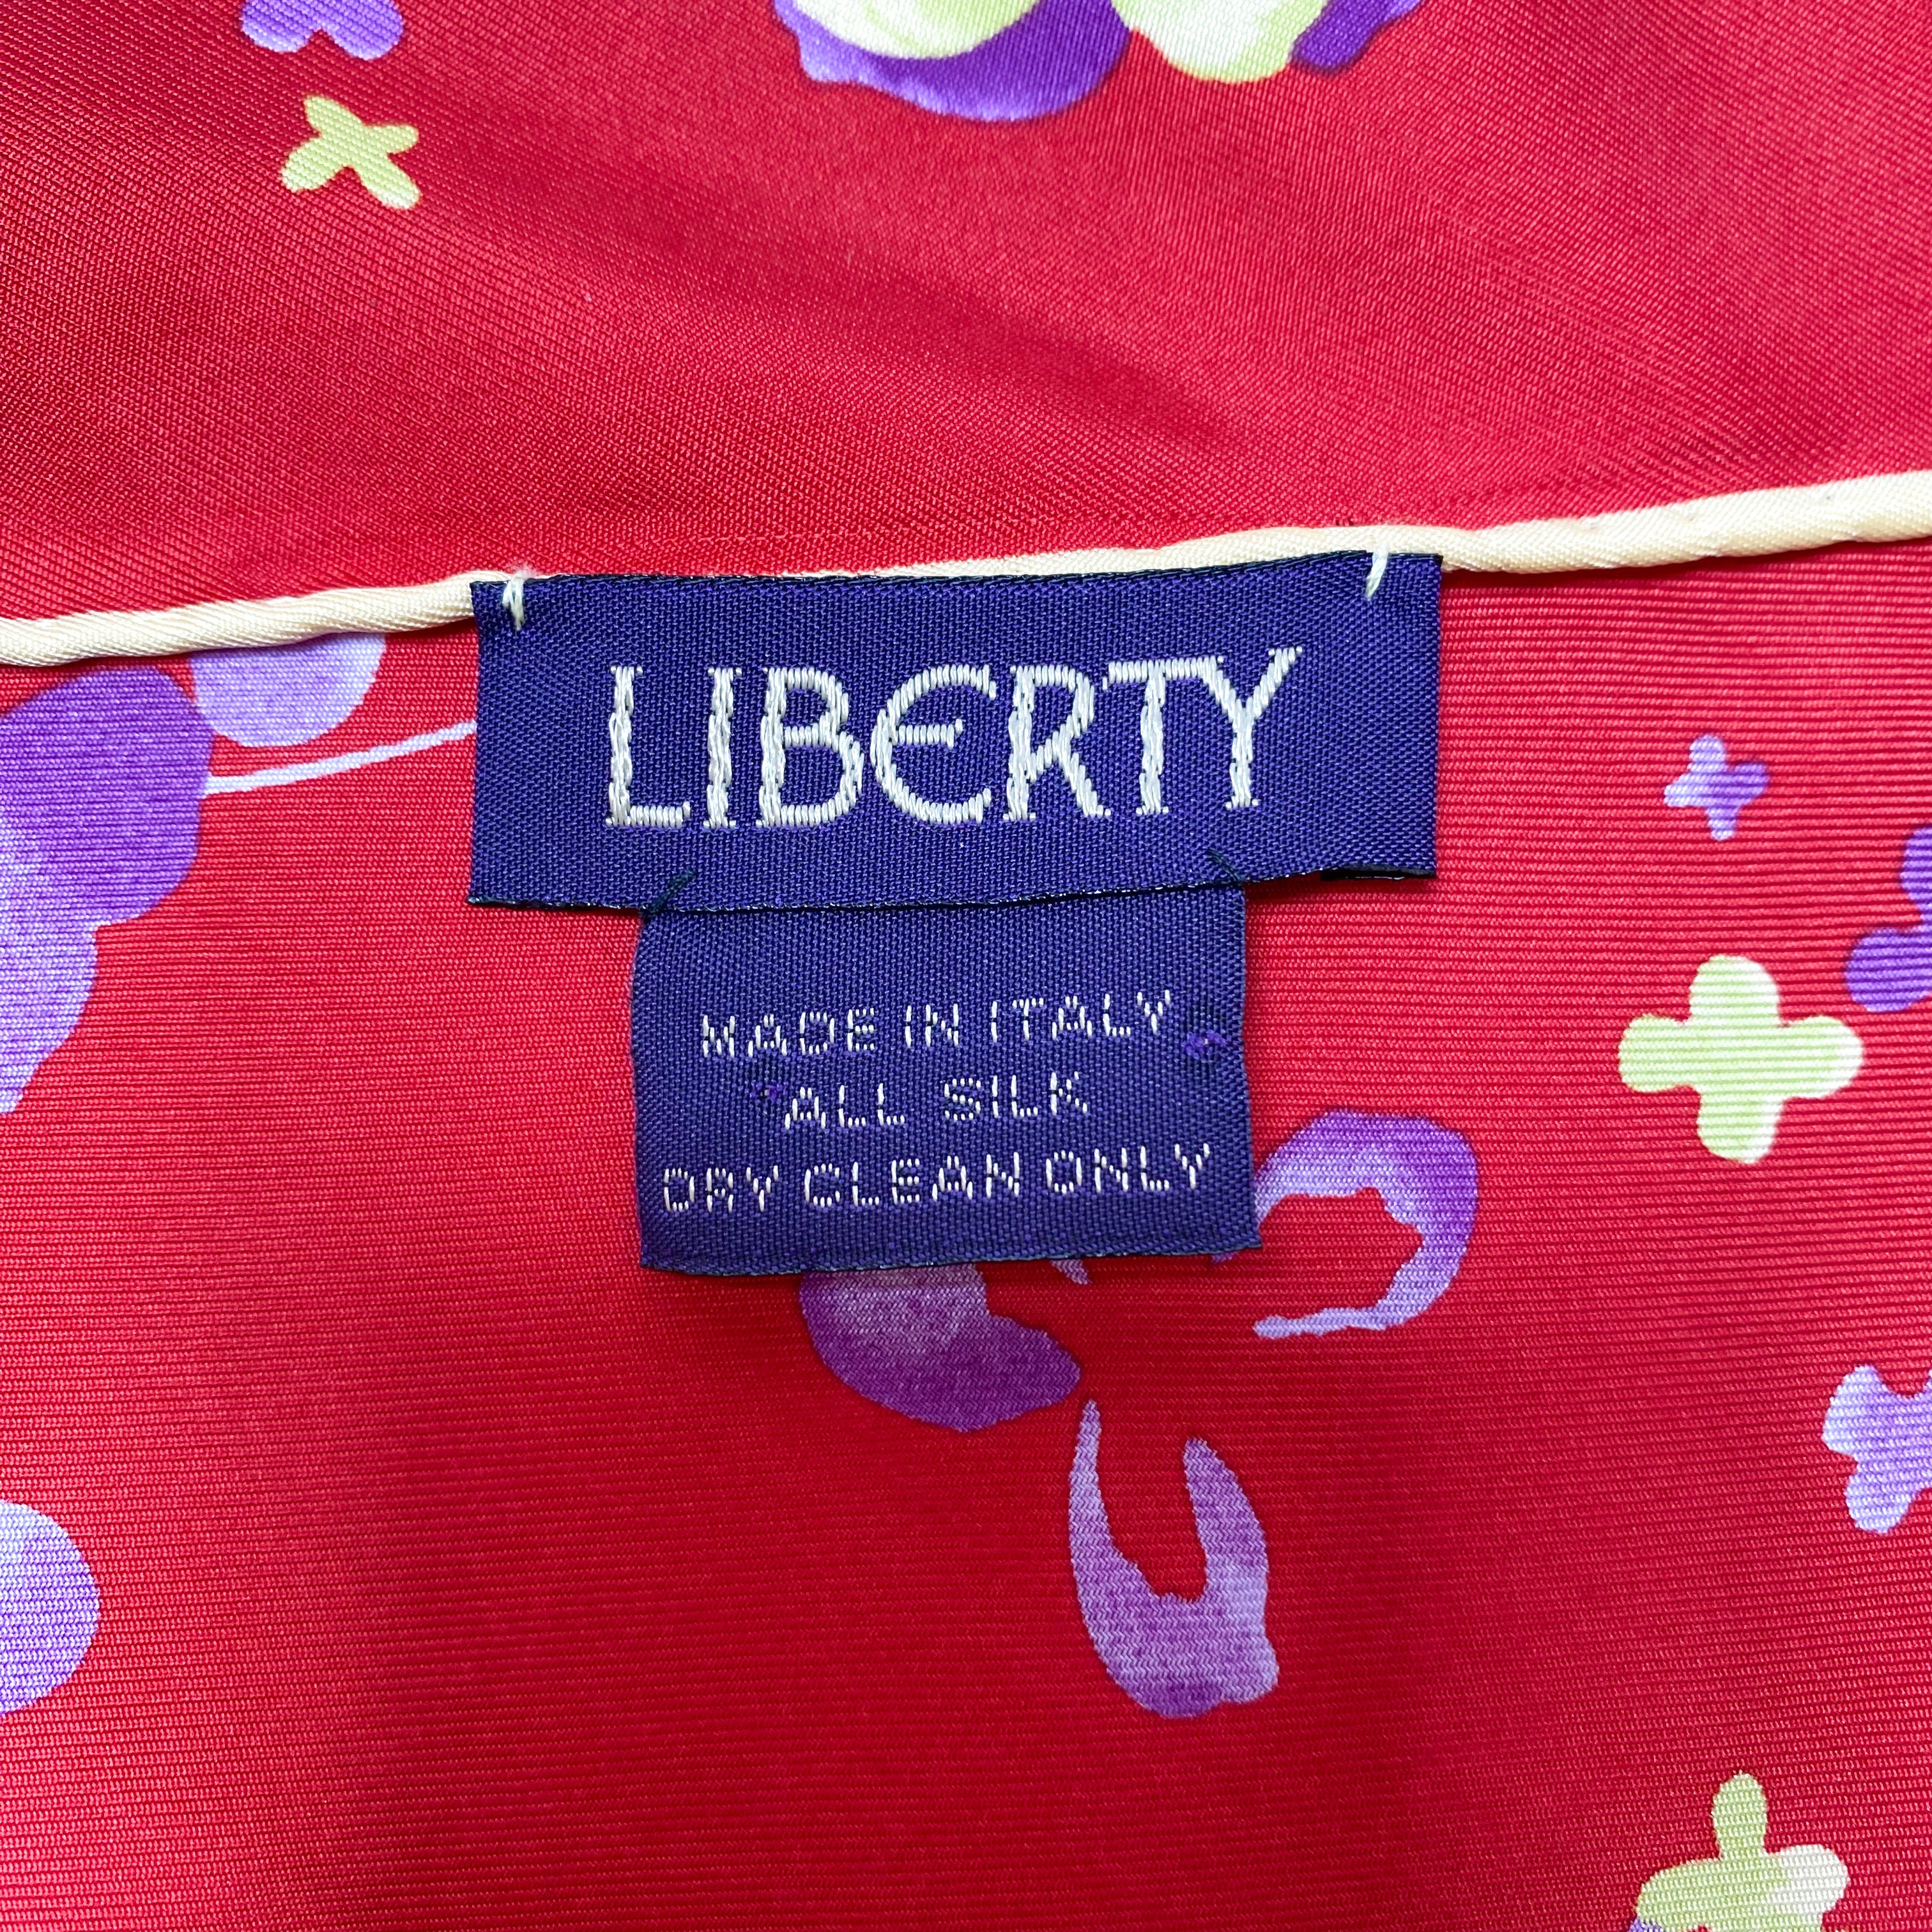 LIBERTY
MADE IN ITALY
ALL SILK
DRY CLEAN ONLY